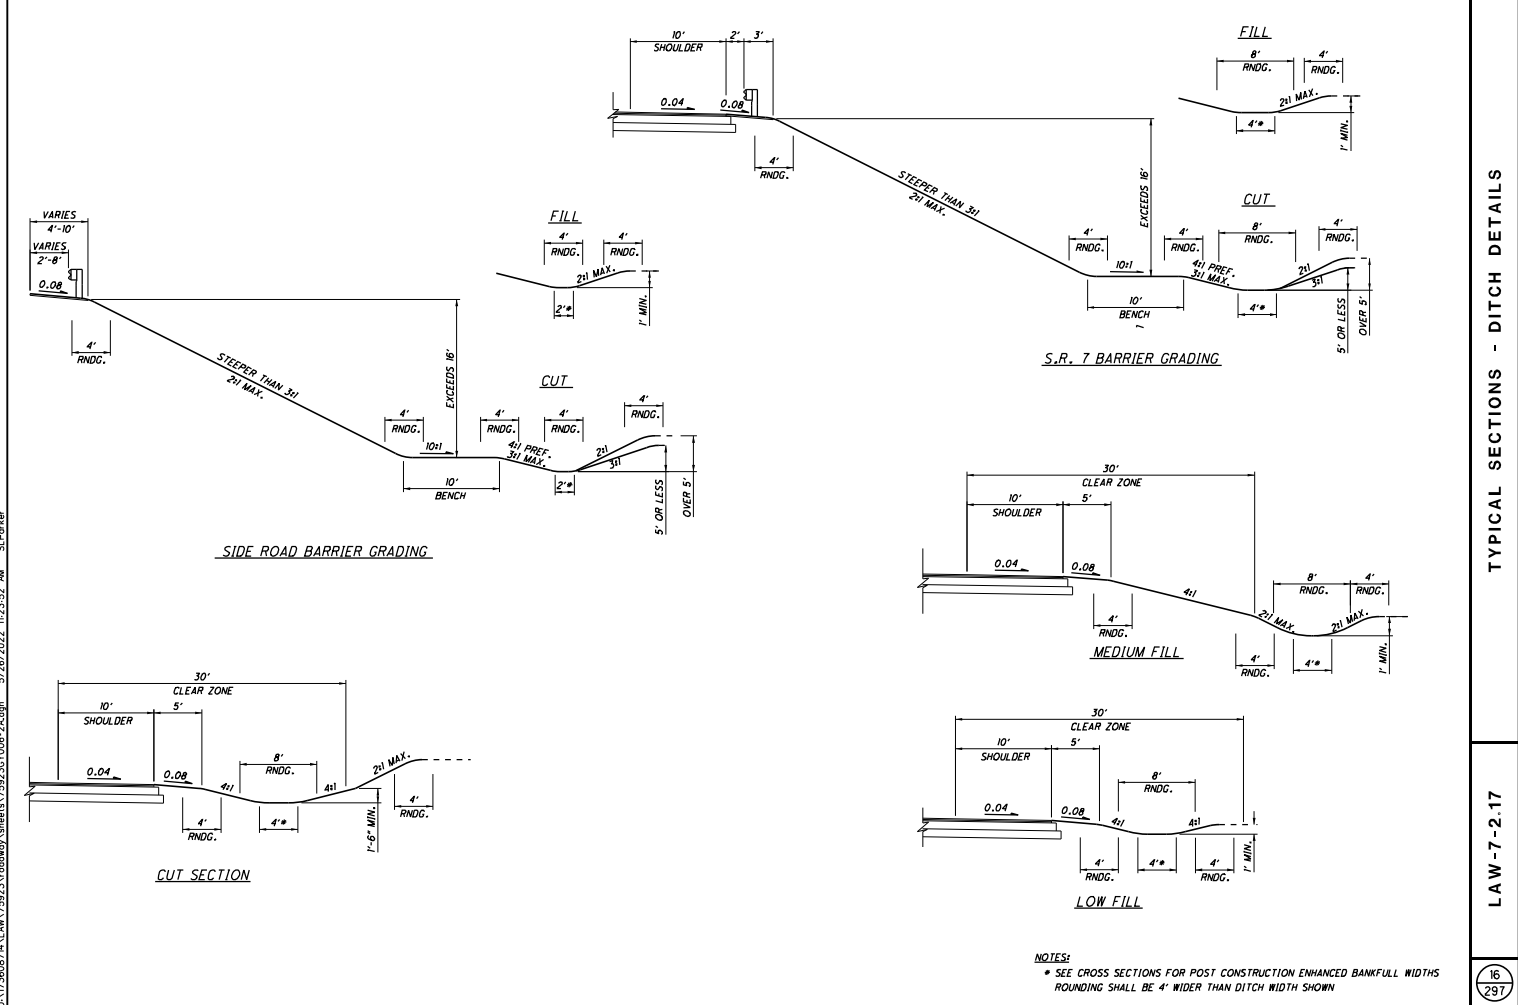 10' 2' 3'
SHOULDER
0.04 0.08
4'
RNDG.
STEEPER THAN 3:1
2:1 MAX.
EXCEEDS 16'
4'
RNDG.
10:1
10'
BENCH
4'
RNDG.
4:1 PREF.
3:1 MAX.
FILL
8' 4'
RNDG. RNDG.
2:1 MAX.
4'*
1' MIN.
CUT
8' 4'
RNDG. RNDG.
2:1
3:1
4'*
5' OR LESS
OVER 5'
S.R. 7 BARRIER GRADING
VARIES
4'-10'
VARIES
2'-8'
0.08
4'
RNDG.
STEEPER THAN 3:1
2:1 MAX.
EXCEEDS 16'
FILL
4' 4'
RNDG. RNDG.
2:1 MAX.
2'*
1' MIN.
CUT
4' 4' 4' 4'
RNDG. RNDG. RNDG. RNDG.
10:1
4:1 PREF.
3:1 MAX.
2:1
3:1
10'
BENCH
2'*
5' OR LESS
OVER 5'
SIDE ROAD BARRIER GRADING
30'
CLEAR ZONE
10' 5'
SHOULDER
0.04 0.08
4:1
8' 4'
RNDG. RNDG.
2:1 MAX. 2:1 MAX.
4'
RNDG.
4'
RNDG.
4'*
1' MIN.
MEDIUM FILL
30'
CLEAR ZONE
10' 5'
SHOULDER
0.04 0.08
4:1
8'
RNDG.
4:1
2:1 MAX.
4'
RNDG.
4'*
1'-6" MIN.
4'
RNDG.
CUT SECTION
30'
CLEAR ZONE
10' 5'
SHOULDER
8'
RNDG.
0.04 0.08
4:1 4:1
4' 4'* 4'
RNDG. RNDG.
1' MIN.
LOW FILL
NOTES:
* SEE CROSS SECTIONS FOR POST CONSTRUCTION ENHANCED BANKFULL WIDTHS
ROUNDING SHALL BE 4' WIDER THAN DITCH WIDTH SHOWN
TYPICAL SECTIONS - DITCH DETAILS
LAW-7-2.17
16
297